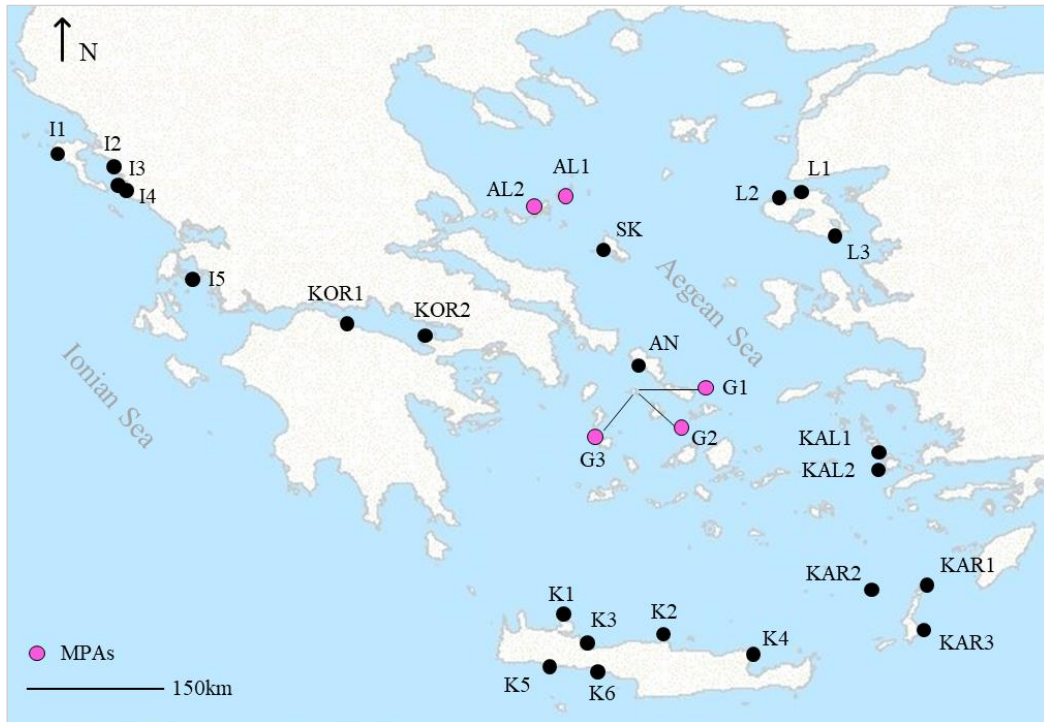 N
I1
I2
I3
I4
I5
KOR1
KOR2
AL1
AL2
SK
L1
L2
L3
Aegean Sea
Ionian Sea
AN
G1
G2
G3
KAL1
KAL2
KAR1
KAR2
KAR3
K1
K2
K3
K4
K5
K6
MPAs
150km